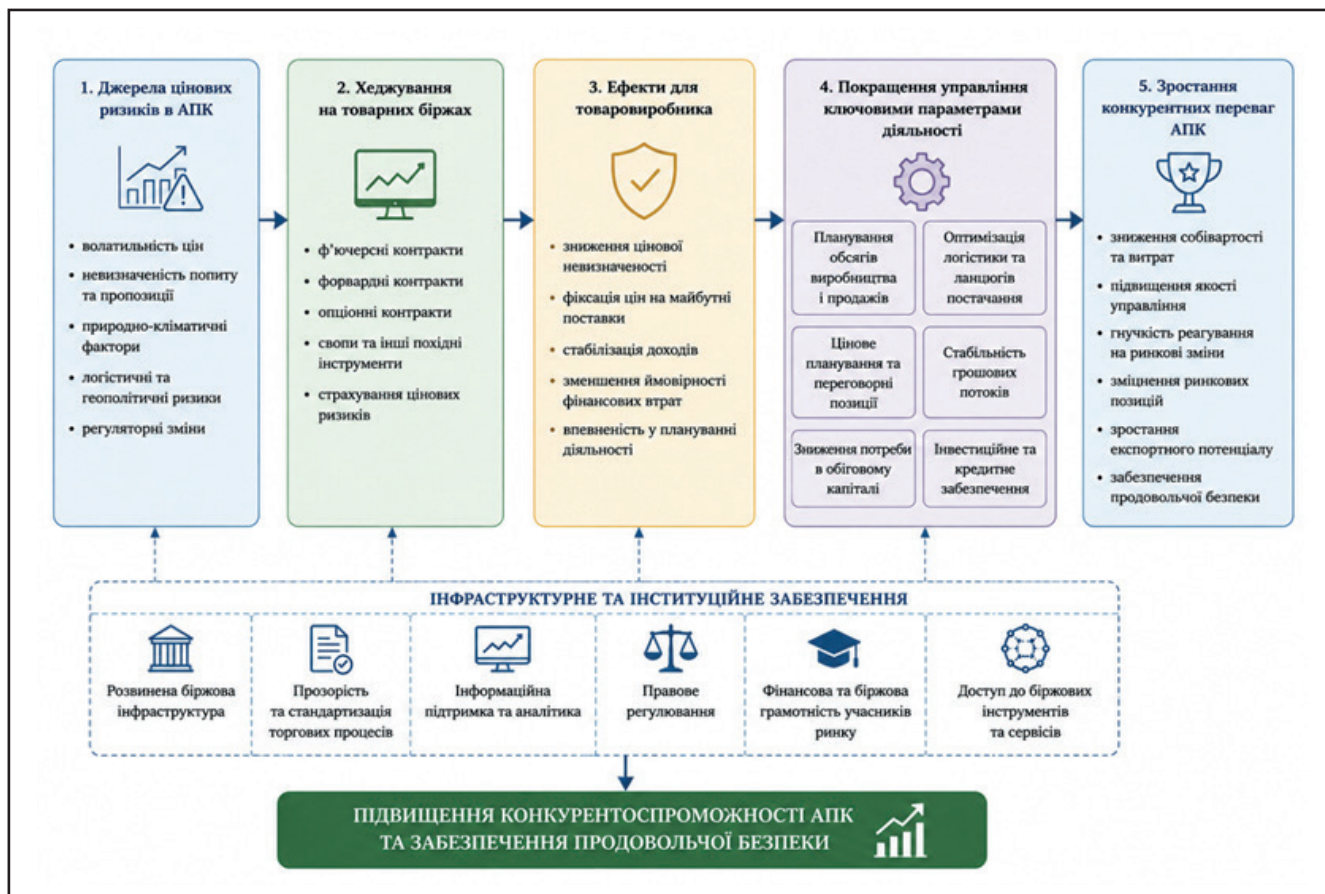 1. Джерела цінових
ризиків в АПК
• волатильність цін
• невизначеність попиту
та пропозиції
• природно-кліматичні
фактори
• логістичні та
геополітичні ризики
• регуляторні зміни
2. Хеджування
на товарних біржах
• ф'ючерсні контракти
• форвардні контракти
• опціонні контракти
• свопи та інші похідні
інструменти
• страхування цінових
ризиків
3. Ефекти для
товаровиробника
• зниження цінової
невизначеності
• фіксація цін на майбутні
поставки
• стабілізація доходів
• зменшення ймовірності
фінансових втрат
• впевненість у плануванні
діяльності
4. Покращення управління
ключовими параметрами
діяльності
Планування
обсягів
виробництва
і продажів
Оптимізація
логістики та
ланцюгів
постачання
Цінове
планування та
переговорні
позиції
Стабільність
грошових
потоків
Зниження потреби
в обіговому
капіталі
Інвестиційне та
кредитне
забезпечення
5. Зростання
конкурентних переваг
АПК
• зниження собівартості
та витрат
• підвищення якості
управління
• гнучкість реагування
на ринкові зміни
• зміцнення ринкових
позицій
• зростання
експортного потенціалу
• забезпечення
продовольчої безпеки
ІНФРАСТРУКТУРНЕ ТА ІНСТИТУЦІЙНЕ ЗАБЕЗПЕЧЕННЯ
Розвинена біржова
інфраструктура
Прозорість
та стандартизація
торгових процесів
Інформаційна
підтримка та аналітика
Правове
регулювання
Фінансова та біржова
грамотність учасників
ринку
Доступ до біржових
інструментів
та сервісів
ПІДВИЩЕННЯ КОНКУРЕНТОСПРОМОЖНОСТІ АПК
ТА ЗАБЕЗПЕЧЕННЯ ПРОДОВОЛЬЧОЇ БЕЗПЕКИ